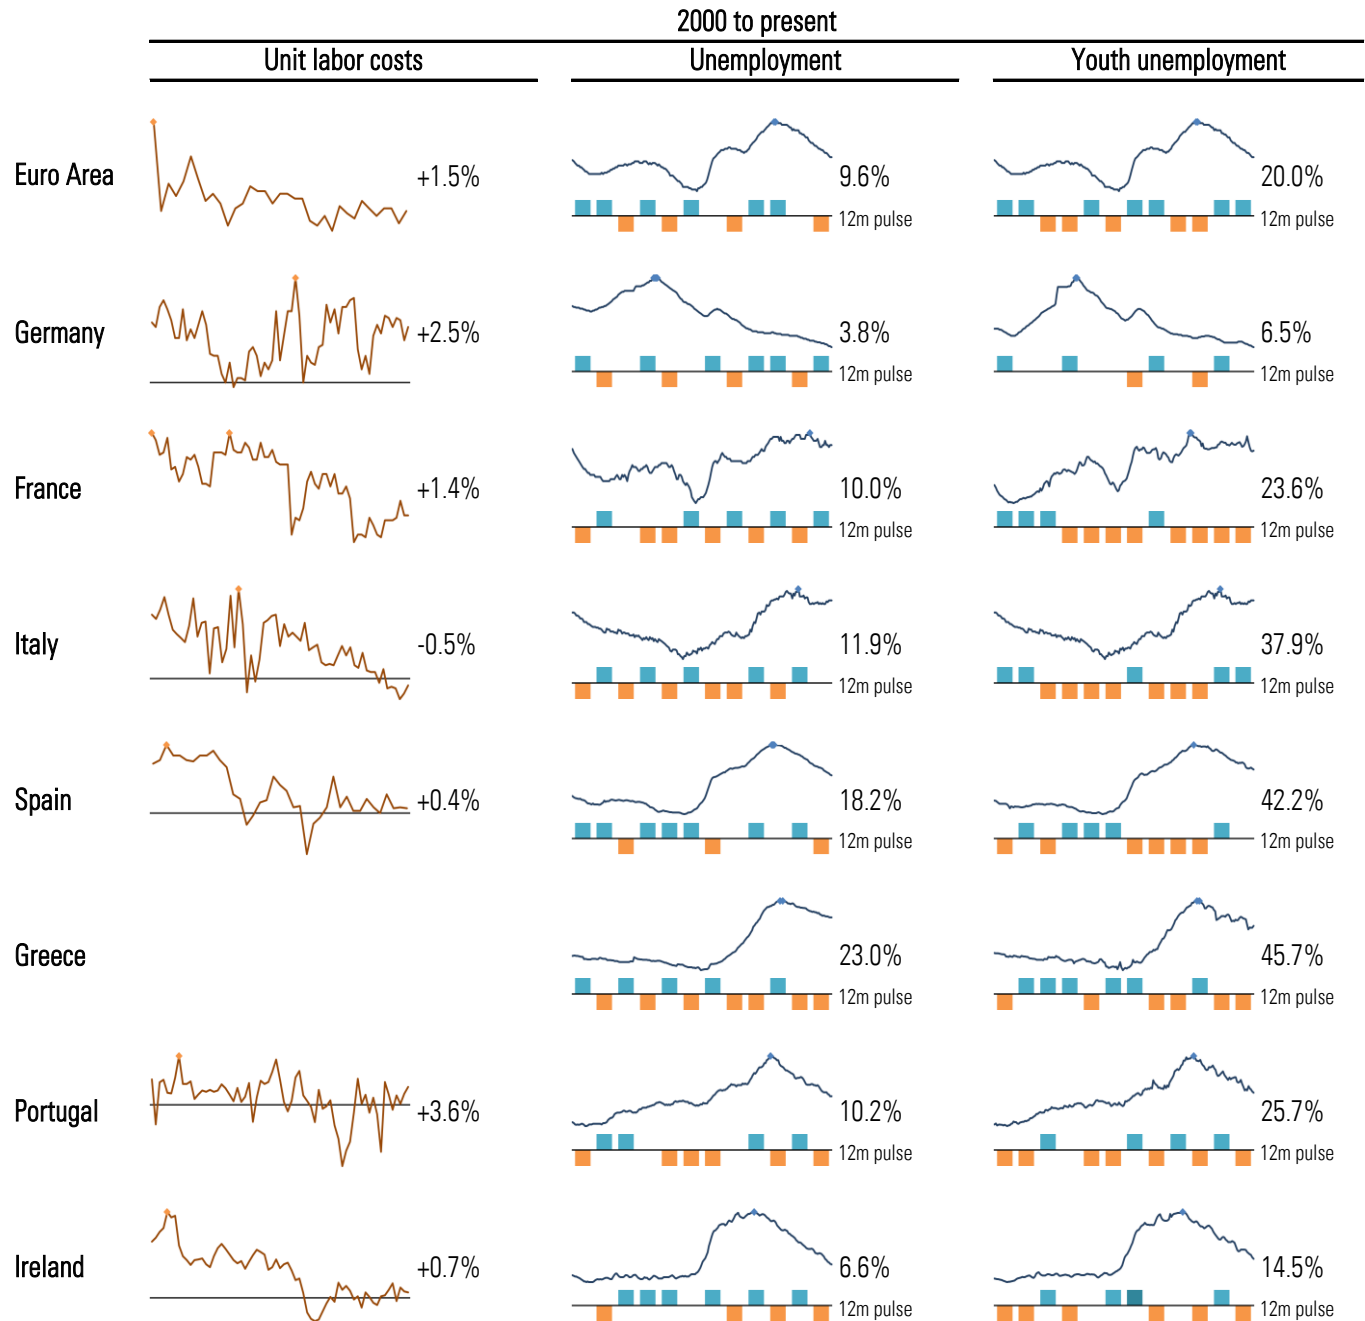 2000 to present
Unit labor costs Unemployment Youth unemployment
Euro Area +1.5% 9.6% 20.0%
12m pulse 12m pulse
Germany +2.5% 3.8% 6.5%
12m pulse 12m pulse
France +1.4% 10.0% 23.6%
12m pulse 12m pulse
Italy -0.5% 11.9% 37.9%
12m pulse 12m pulse
Spain +0.4% 18.2% 42.2%
12m pulse 12m pulse
Greece 23.0% 45.7%
12m pulse 12m pulse
Portugal +3.6% 10.2% 25.7%
12m pulse 12m pulse
Ireland +0.7% 6.6% 14.5%
12m pulse 12m pulse